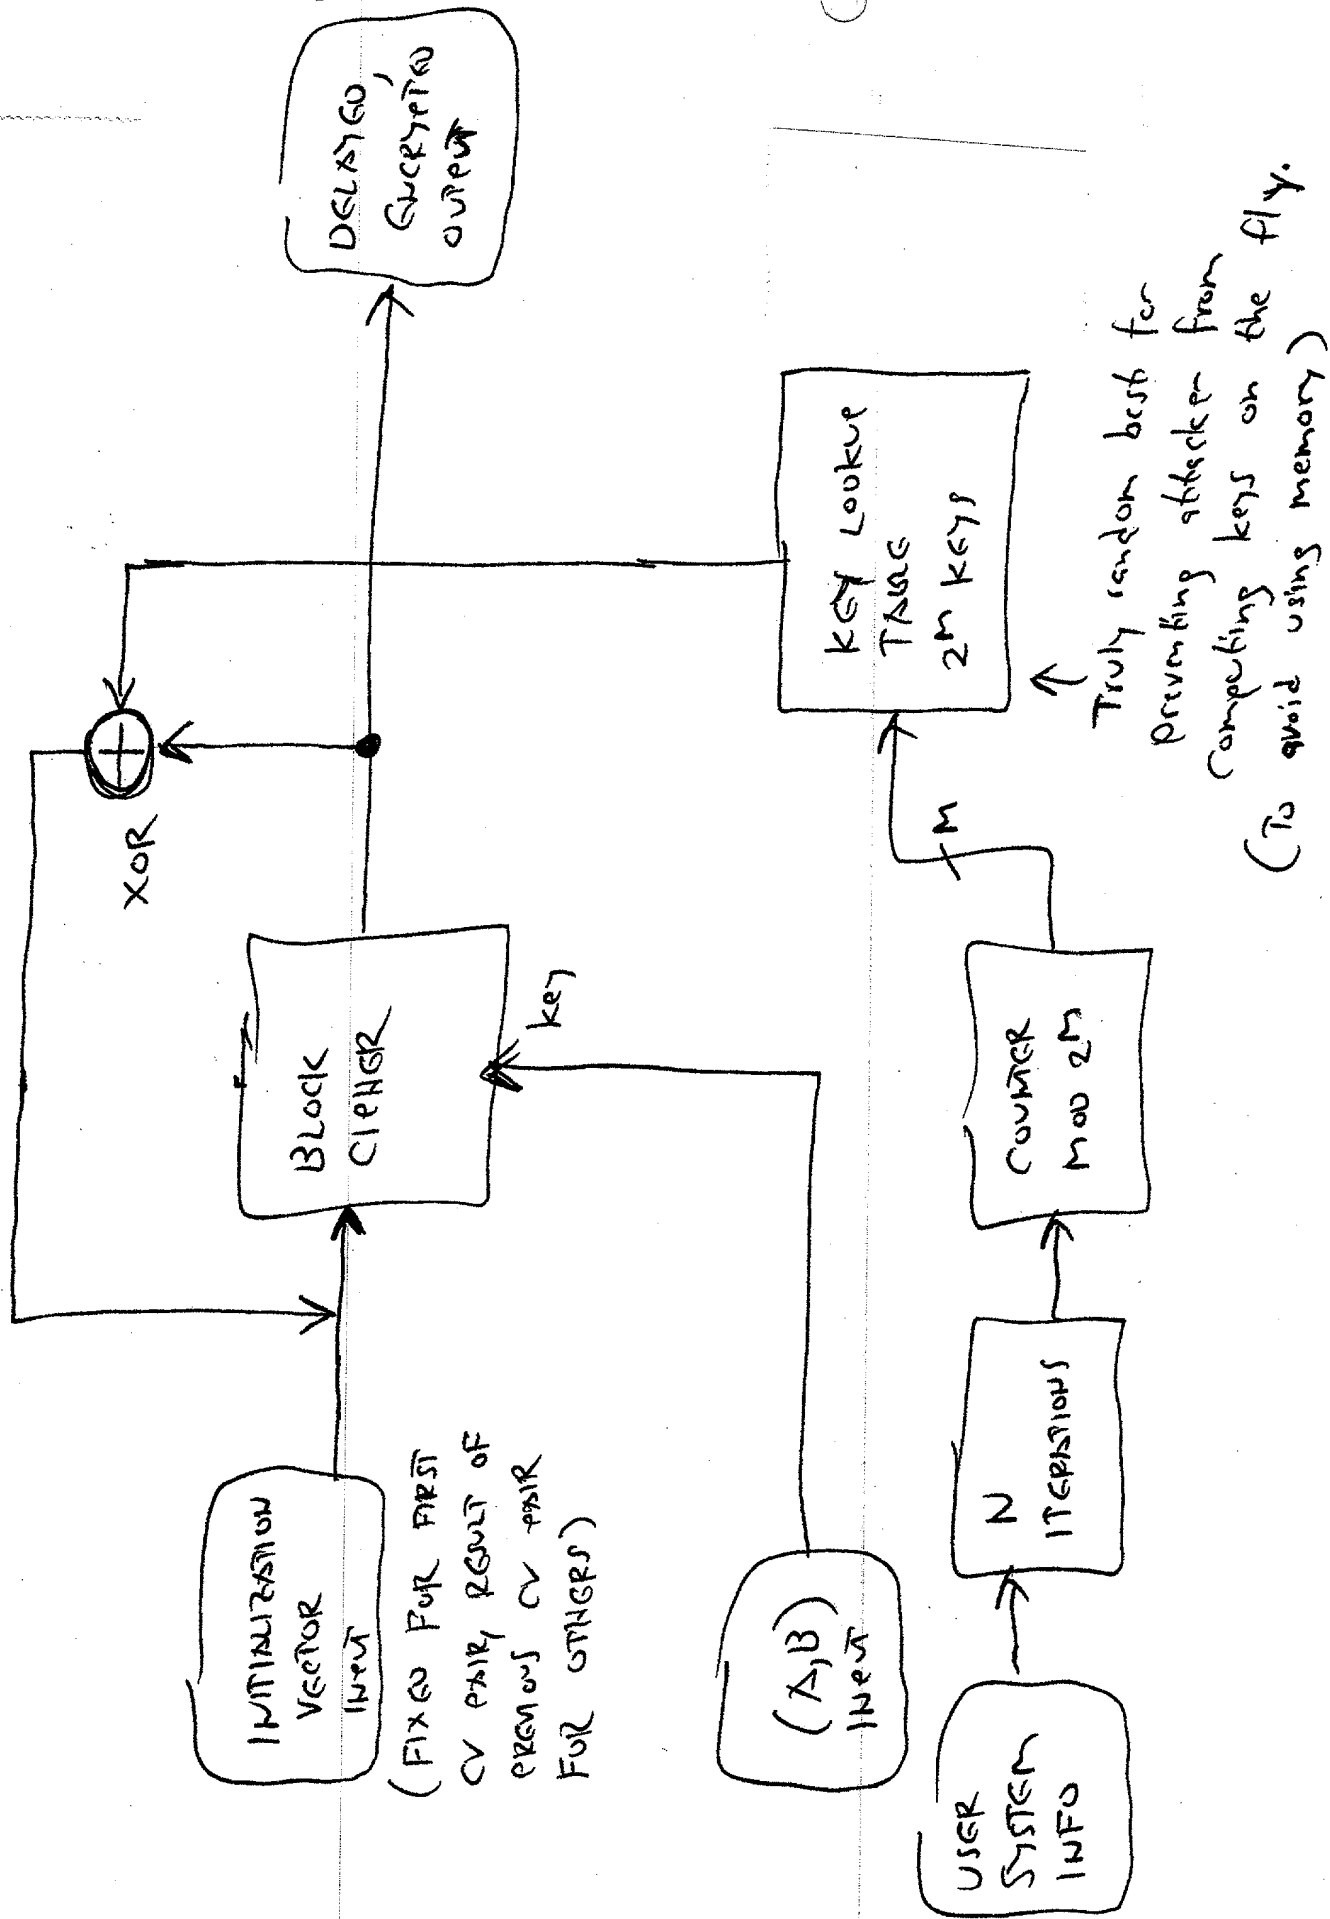 INITIALIZATION
VECTOR
INPUT
(FIXED FOR FIRST
CV PAIR, RESULT OF
PREVIOUS CV PAIR
FOR OTHERS)
BLOCK
CIPHER
key
XOR
DELAYED,
ENCRYPTED
OUTPUT
(A,B)
INPUT
USER
SYSTEM
INFO
N
ITERATIONS
COUNTER
MOD 2^M
M
KEY LOOKUP
TABLE
2^M KEYS
Truly random best for
preventing attacker from
computing keys on the fly.
(To avoid using memory)